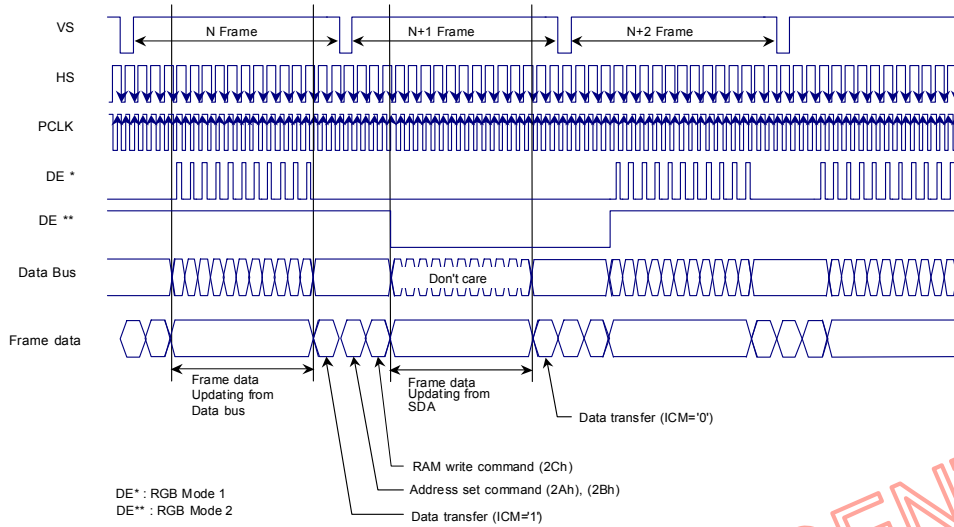 VS
N Frame
N+1 Frame
N+2 Frame
HS
PCLK
DE *
DE **
Data Bus
Don't care
Frame data
Frame data
Updating from
Data bus
Frame data
Updating from
SDA
Data transfer (ICM='0')
RAM write command (2Ch)
DE* : RGB Mode 1
Address set command (2Ah), (2Bh)
DE** : RGB Mode 2
Data transfer (ICM='1')